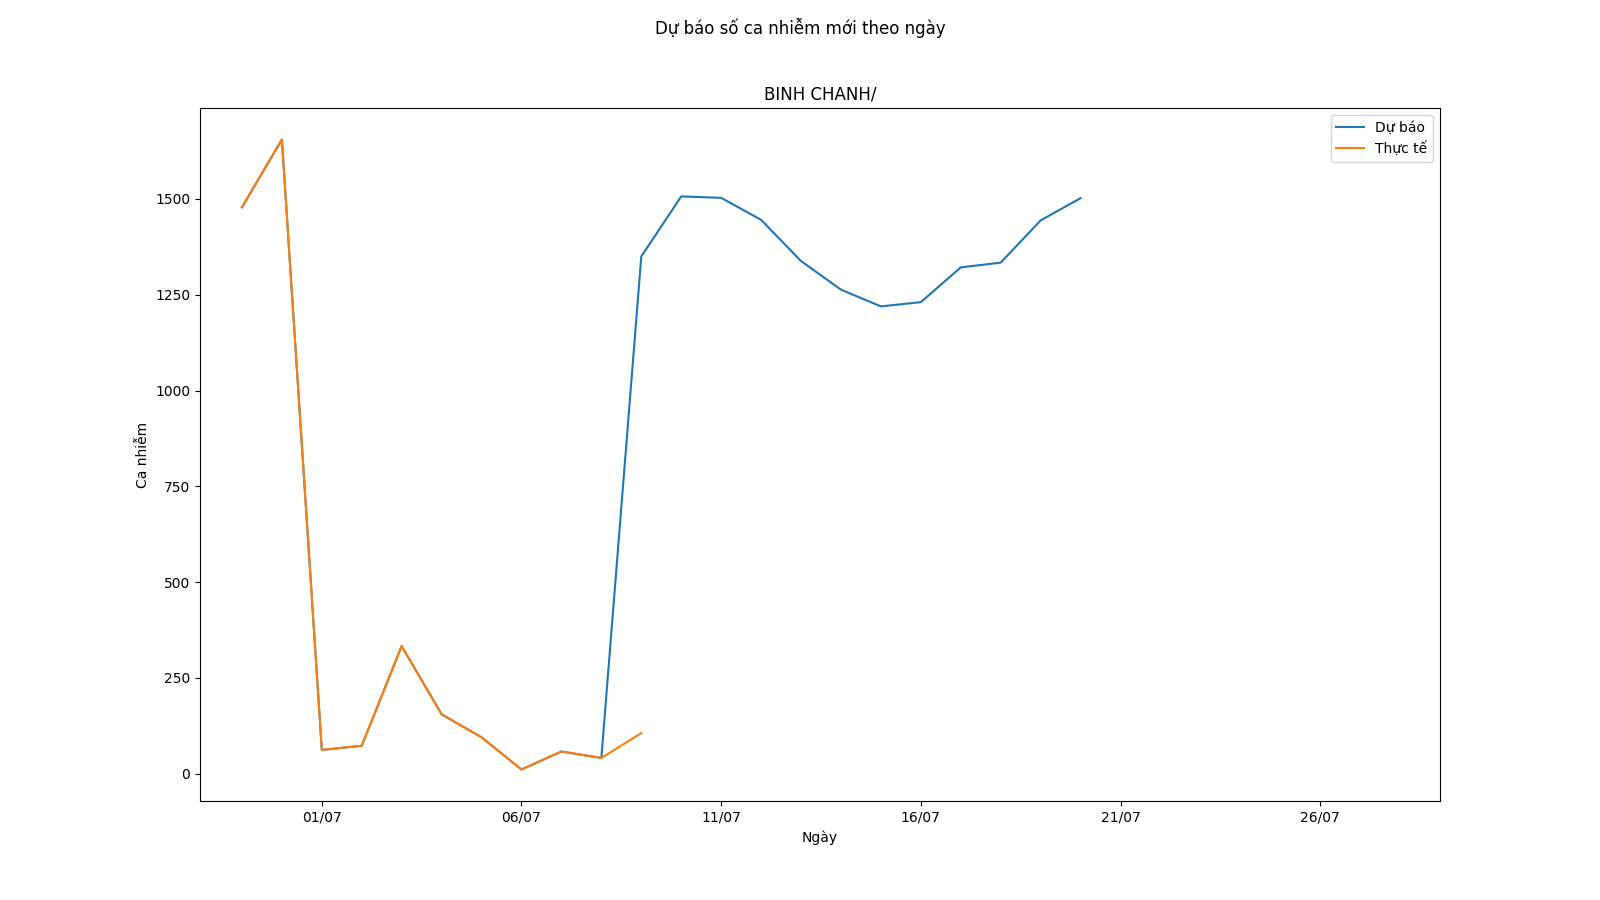 Dự báo số ca nhiễm mới theo ngày
BINH CHANH/
Dự báo
Thực tế
1500
1250
1000
750
500
250
0
Ca nhiễm
01/07
06/07
11/07
16/07
21/07
26/07
Ngày